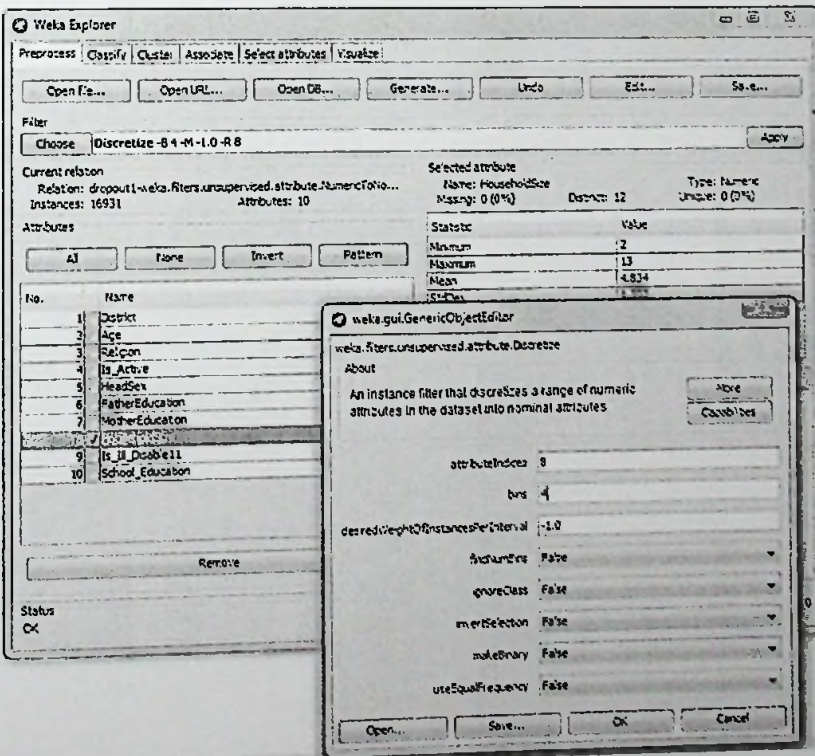 Weka Explorer
Preprocess Classify Cluster Associate Select attributes Visualize
Open file... Open URL... Open DB... Generate... Undo Edit... Save...
Filter
Choose Discretize -B 4 -M -1.0 -R 8 Apply
Current relation
Relation: dropout1-weka.filters.unsupervised.attribute.NumericToNo...
Instances: 16931 Attributes: 10
Selected attribute
Name: HouseholdSize Type: Numeric
Missing: 0 (0%) Distinct: 12 Unique: 0 (0%)
Statistic Value
Minimum 2
Maximum 13
Mean 4.834
StdDev
Attributes
All None Invert Pattern
No. Name
1 District
2 Age
3 Religion
4 Is_Active
5 HeadSex
6 FatherEducation
7 MotherEducation
9 Is_Ill_Disable11
10 School_Education
Remove
Status
OK
weka.gui.GenericObjectEditor
weka.filters.unsupervised.attribute.Discretize
About
An instance filter that discretizes a range of numeric
attributes in the dataset into nominal attributes
More
Capabilities
attributeIndices 8
bins 4
desiredWeightOfInstancesPerInterval -1.0
findNumBins False
ignoreClass False
invertSelection False
makeBinary False
useEqualFrequency False
Open... Save... OK Cancel